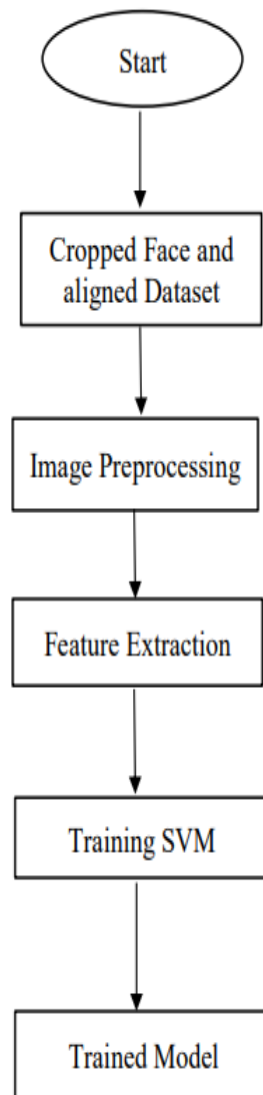 Start
Cropped Face and
aligned Dataset
Image Preprocessing
Feature Extraction
Training SVM
Trained Model